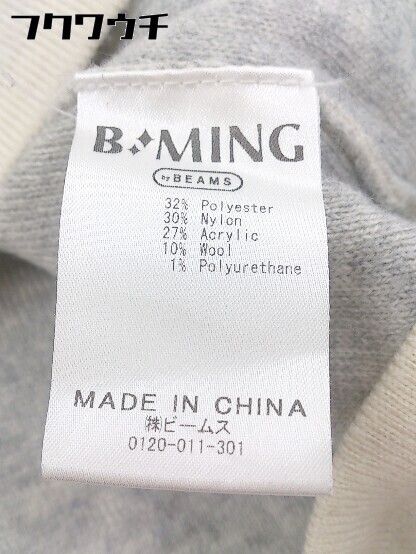 フクワウチ
B MING
by BEAMS
32% Polyester
30% Nylon
27% Acrylic
10% Wool
1% Polyurethane
MADE IN CHINA
㈱ビームス
0120-011-301